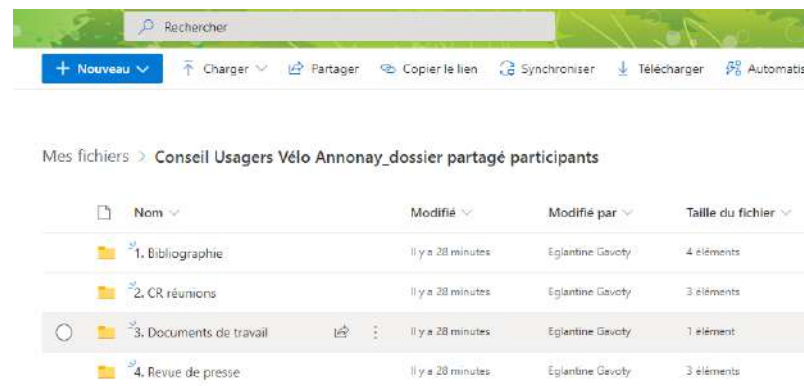 Rechercher
+ Nouveau Charger Partager Copier le lien Synchroniser Télécharger Automatis
Mes fichiers > Conseil Usagers Vélo Annonay_dossier partagé participants
Nom Modifié Modifié par Taille du fichier
1. Bibliographie Il y a 28 minutes Eglantine Gavoty 4 éléments
2. CR réunions Il y a 28 minutes Eglantine Gavoty 3 éléments
3. Documents de travail Il y a 28 minutes Eglantine Gavoty 1 élément
4. Revue de presse Il y a 28 minutes Eglantine Gavoty 3 éléments